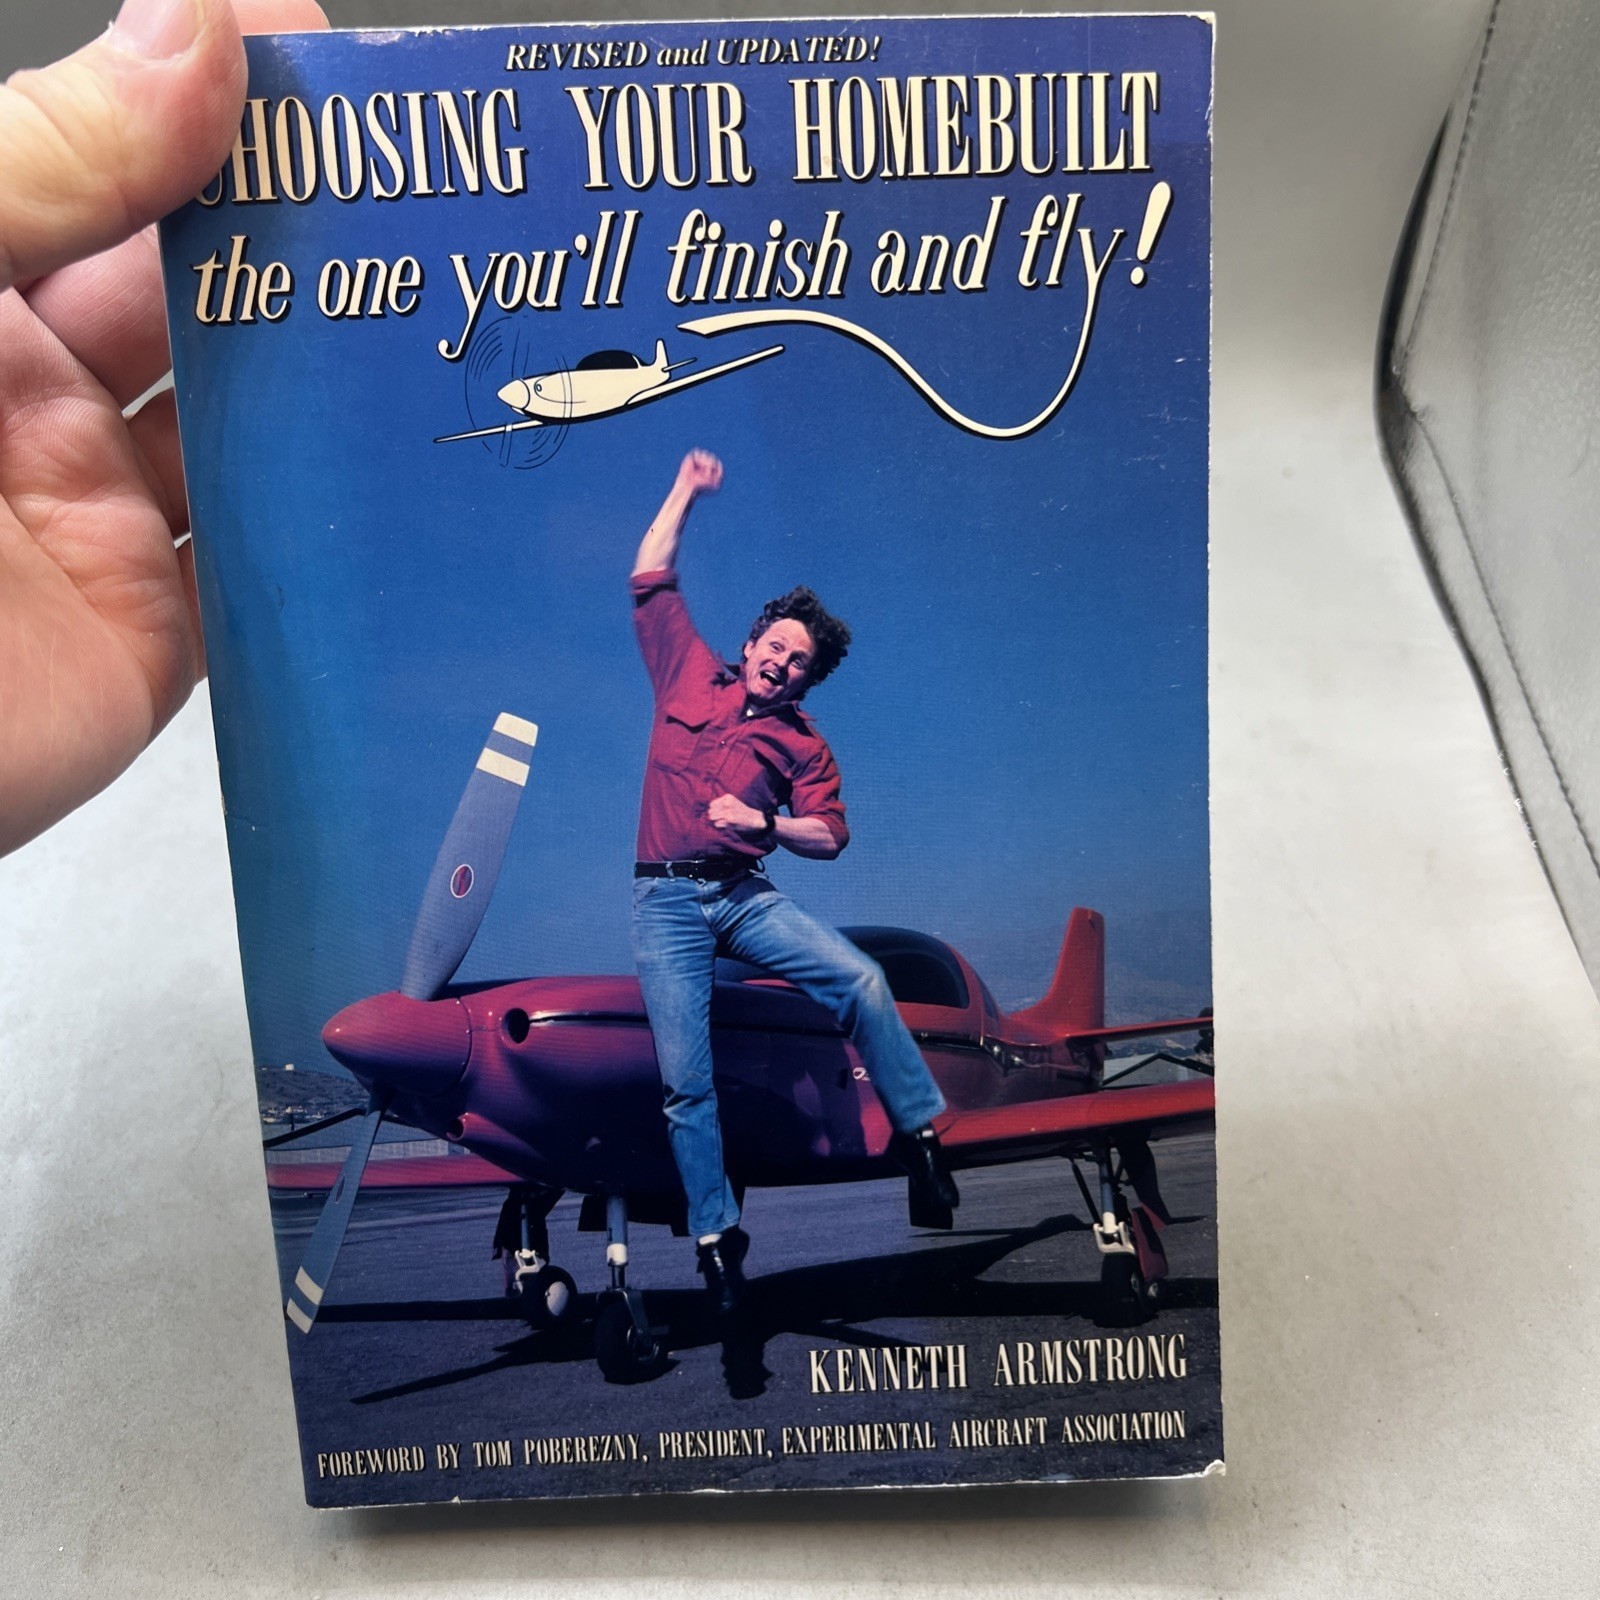 REVISED and UPDATED!
CHOOSING YOUR HOMEBUILT
the one you'll finish and fly!
KENNETH ARMSTRONG
FOREWORD BY TOM POBEREZNY, PRESIDENT, EXPERIMENTAL AIRCRAFT ASSOCIATION